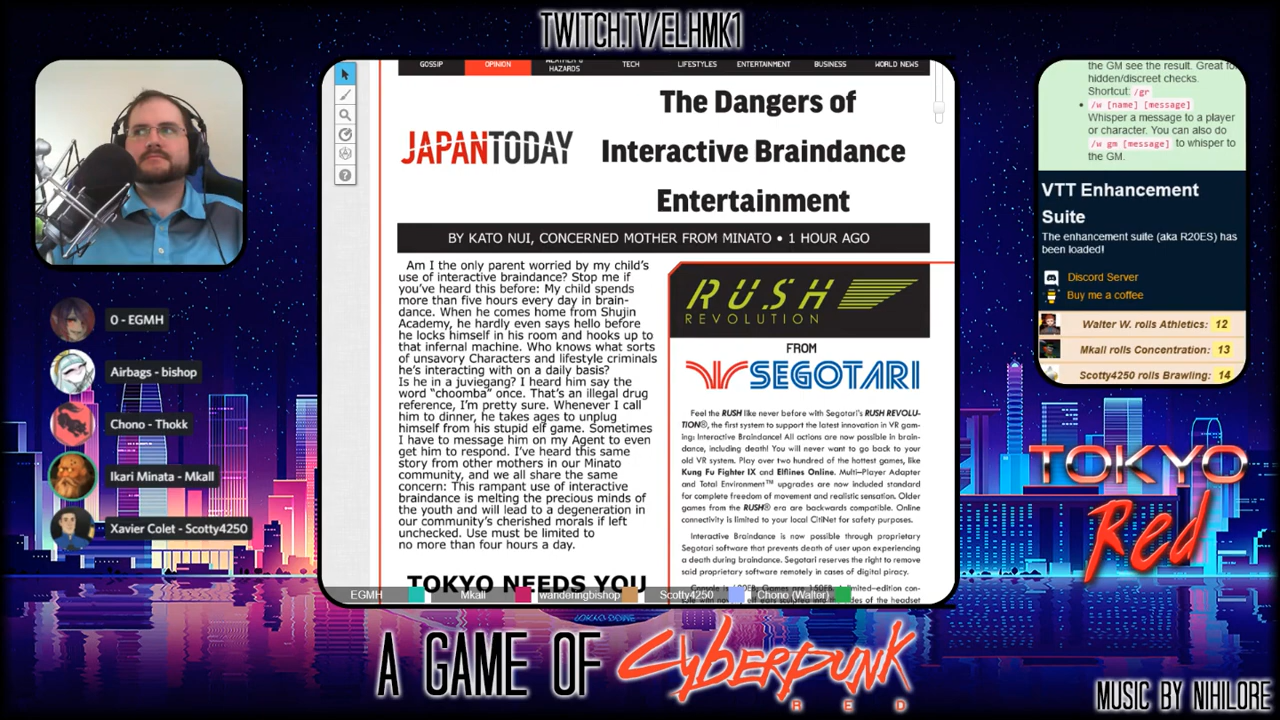 TWITCH.TV/ELHMK1
GOSSIP
OPINION
HAZARDS
TECH
LIFESTYLES
ENTERTAINMENT
BUSINESS
WORLD NEWS
JAPANTODAY
The Dangers of
Interactive Braindance
Entertainment
BY KATO NUI, CONCERNED MOTHER FROM MINATO • 1 HOUR AGO
Am I the only parent worried by my child's
use of interactive braindance? Stop me if
you've heard this before: My child spends
more than five hours every day in brain-
dance. When he comes home from Shujin
Academy, he hardly even says hello before
he locks himself in his room and hooks up to
that infernal machine. Who knows what sorts
of unsavory Characters and lifestyle criminals
he's interacting with on a daily basis?
Is he in a juviegang? I heard him say the
word "choomba" once. That's an illegal drug
reference, I'm pretty sure. Whenever I call
him to dinner, he takes ages to unplug
himself from his stupid elf game. Sometimes
I have to message him on my Agent to even
get him to respond. I've heard this same
story from other mothers in our Minato
community, and we all share the same
concern: This rampant use of interactive
braindance is melting the precious minds of
the youth and will lead to a degeneration in
our community's cherished morals if left
unchecked. Use must be limited to
no more than four hours a day.
TOKYO NEEDS YOU
RUSH
REVOLUTION
FROM
SEGOTARI
Feel the RUSH like never before with Segotari's RUSH REVOLU-
TION®, the first system to support the latest innovation in VR gam-
ing: Interactive Braindance! All actions are now possible in brain-
dance, including death! You will never want to go back to your
old VR system. Play over two hundred of the hottest games, like
Kung Fu Fighter IX and Elflines Online. Multi-Player Adapter
and Total Environment™ upgrades are now included standard
for complete freedom of movement and realistic sensation. Older
games from the RUSH® era are backwards compatible. Online
connectivity is limited to your local CitiNet for safety purposes.
Interactive Braindance is now possible through proprietary
Segotari software that prevents death of user upon experiencing
a death during braindance. Segotari reserves the right to remove
said proprietary software remotely in cases of digital piracy.
of the headset
EGMH
Mkall
wanderingbishop
Scotty4250
Chono (Walter)
0 - EGMH
Airbags - bishop
Chono - Thokk
Ikari Minata - Mkall
Xavier Colet - Scotty4250
the GM see the result. Great fo
hidden/discreet checks.
Shortcut: /gr
• /w [name] [message]
Whisper a message to a player
or character. You can also do
/w gm [message] to whisper to
the GM.
VTT Enhancement
Suite
The enhancement suite (aka R20ES) has
been loaded!
Discord Server
Buy me a coffee
Walter W. rolls Athletics: 12
Mkall rolls Concentration: 13
Scotty4250 rolls Brawling: 14
TOKYO
Red
A GAME OF Cyberpunk
RED
MUSIC BY NIHILORE